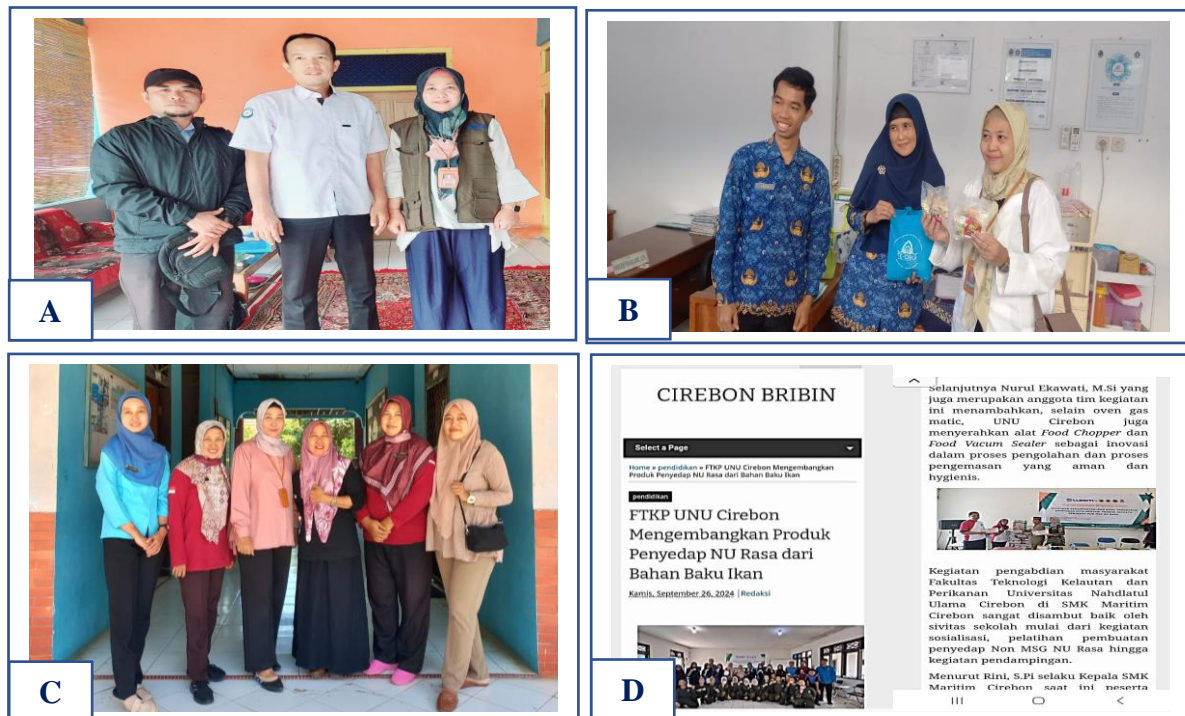 A
B
C
D
CIREBON BRIBIN
Select a Page
Home » pendidikan » FTKP UNU Cirebon Mengembangkan
Produk Penyedap NU Rasa dari Bahan Baku Ikan
pendidikan
FTKP UNU Cirebon
Mengembangkan Produk
Penyedap NU Rasa dari
Bahan Baku Ikan
Kamis, September 26, 2024 | Redaksi
Selanjutnya Nurul Ekawati, M.Si yang
juga merupakan anggota tim kegiatan
ini menambahkan, selain oven gas
matic, UNU Cirebon juga
menyerahkan alat Food Chopper dan
Food Vacum Sealer sebagai inovasi
dalam proses pengolahan dan proses
pengemasan yang aman dan
hygienis.
Kegiatan pengabdian masyarakat
Fakultas Teknologi Kelautan dan
Perikanan Universitas Nahdlatul
Ulama Cirebon di SMK Maritim
Cirebon sangat disambut baik oleh
sivitas sekolah mulai dari kegiatan
sosialisasi, pelatihan pembuatan
penyedap Non MSG NU Rasa hingga
kegiatan pendampingan.
Menurut Rini, S.Pi selaku Kepala SMK
Maritim Cirebon saat ini peserta